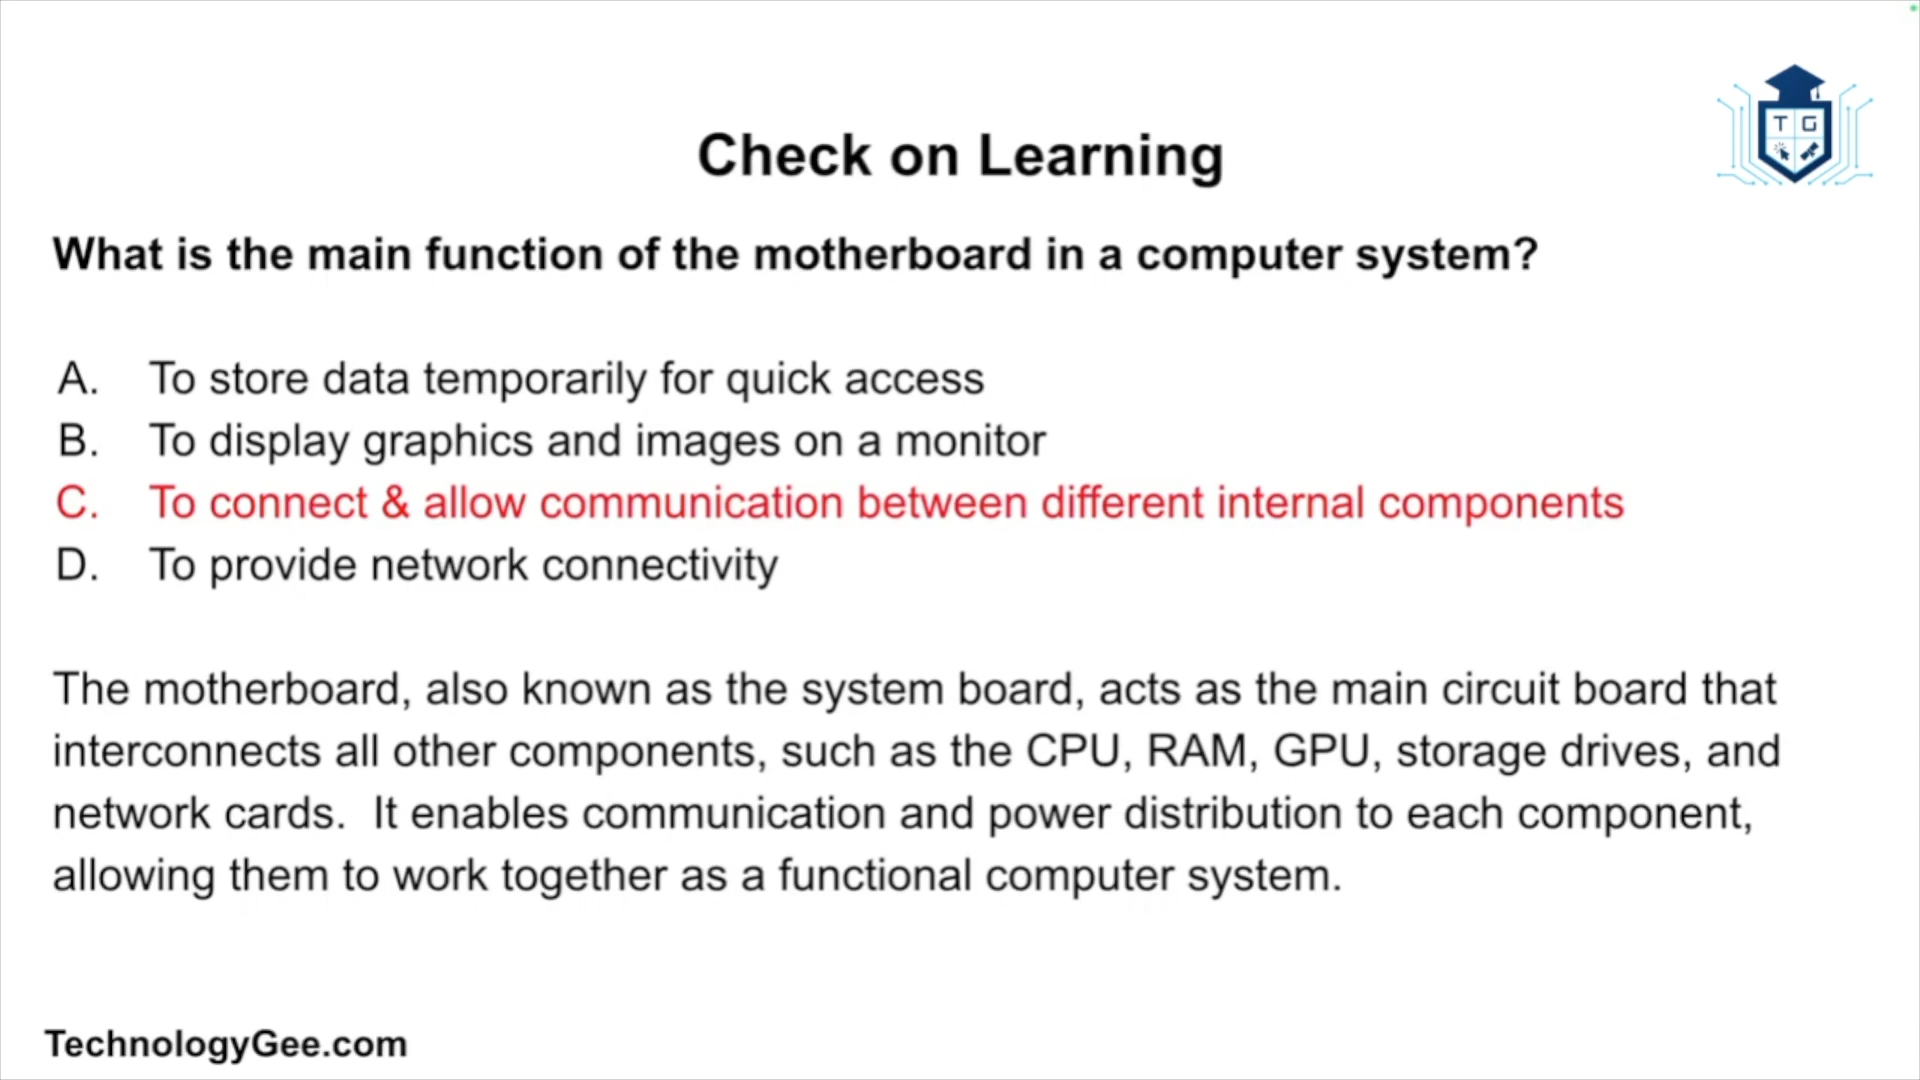 Check on Learning
T G
What is the main function of the motherboard in a computer system?
A. To store data temporarily for quick access
B. To display graphics and images on a monitor
C. To connect & allow communication between different internal components
D. To provide network connectivity
The motherboard, also known as the system board, acts as the main circuit board that
interconnects all other components, such as the CPU, RAM, GPU, storage drives, and
network cards.  It enables communication and power distribution to each component,
allowing them to work together as a functional computer system.
TechnologyGee.com